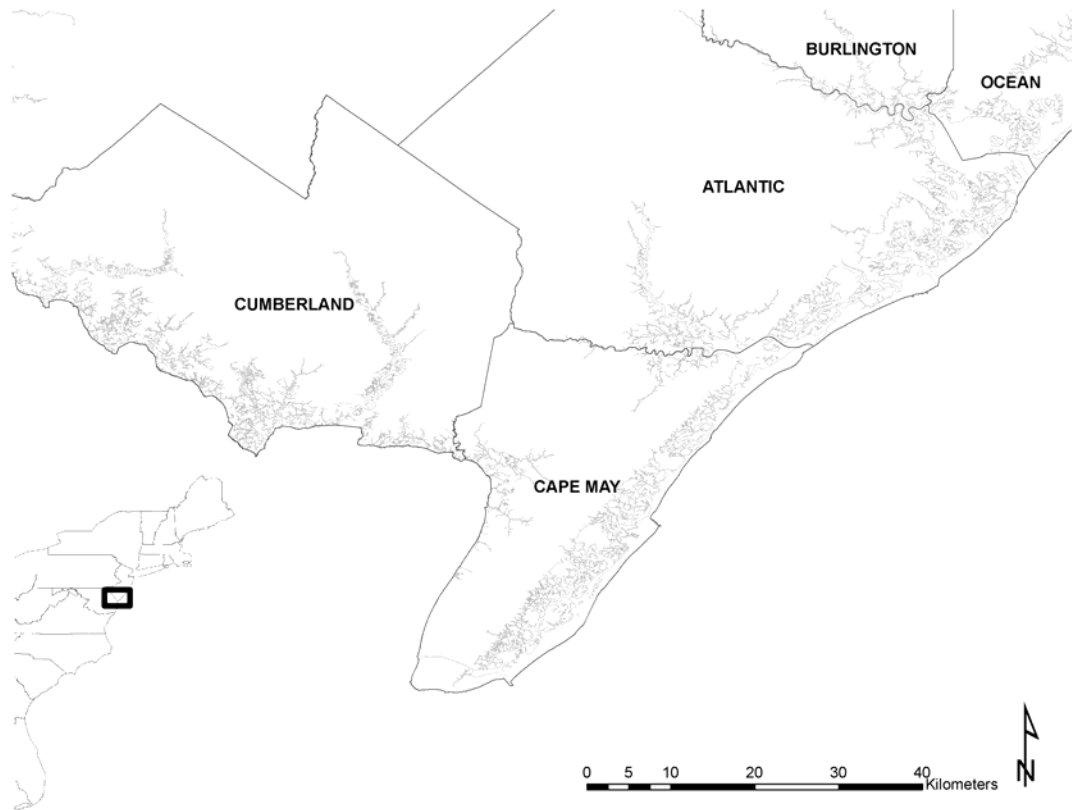 BURLINGTON
OCEAN
ATLANTIC
CUMBERLAND
CAPE MAY
0 5 10 20 30 40
Kilometers
N